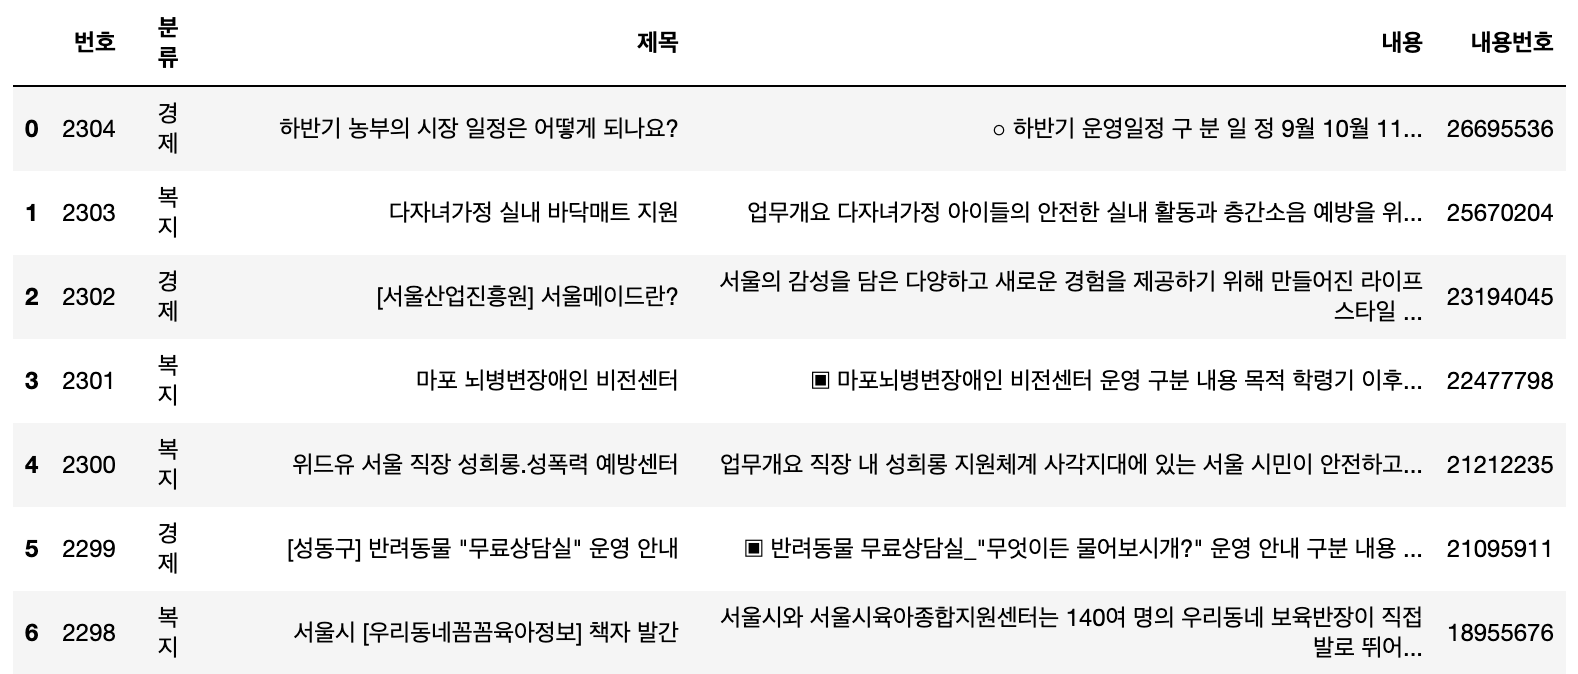 번호 분류 제목 내용 내용번호
0 2304 경제 하반기 농부의 시장 일정은 어떻게 되나요? ○ 하반기 운영일정 구 분 일 정 9월 10월 11... 26695536
1 2303 복지 다자녀가정 실내 바닥매트 지원 업무개요 다자녀가정 아이들의 안전한 실내 활동과 층간소음 예방을 위... 25670204
2 2302 경제 [서울산업진흥원] 서울메이드란? 서울의 감성을 담은 다양하고 새로운 경험을 제공하기 위해 만들어진 라이프
스타일 ... 23194045
3 2301 복지 마포 뇌병변장애인 비전센터 ▣ 마포뇌병변장애인 비전센터 운영 구분 내용 목적 학령기 이후... 22477798
4 2300 복지 위드유 서울 직장 성희롱.성폭력 예방센터 업무개요 직장 내 성희롱 지원체계 사각지대에 있는 서울 시민이 안전하고... 21212235
5 2299 경제 [성동구] 반려동물 "무료상담실" 운영 안내 ▣ 반려동물 무료상담실_"무엇이든 물어보시개?" 운영 안내 구분 내용 ... 21095911
6 2298 복지 서울시 [우리동네꼼꼼육아정보] 책자 발간 서울시와 서울시육아종합지원센터는 140여 명의 우리동네 보육반장이 직접
발로 뛰어... 18955676